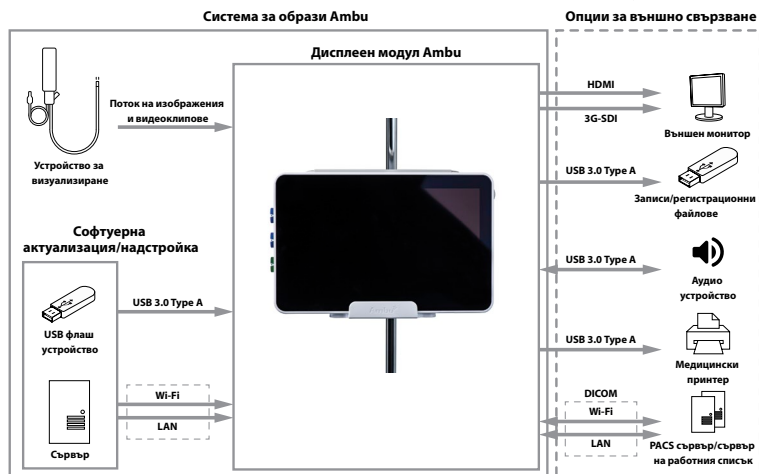 Система за образи Ambu
Опции за външно свързване
Дисплеен модул Ambu
Поток на изображения
и видеоклипове
Устройство за
визуализиране
Софтуерна
актуализация/надстройка
USB 3.0 Type A
USB флаш
устройство
Wi-Fi
LAN
Сървър
HDMI
3G-SDI
Външен монитор
USB 3.0 Type A
Записи/регистрационни
файлове
USB 3.0 Type A
Аудио
устройство
USB 3.0 Type A
Медицински
принтер
DICOM
Wi-Fi
LAN
PACS сървър/сървър
на работния списък